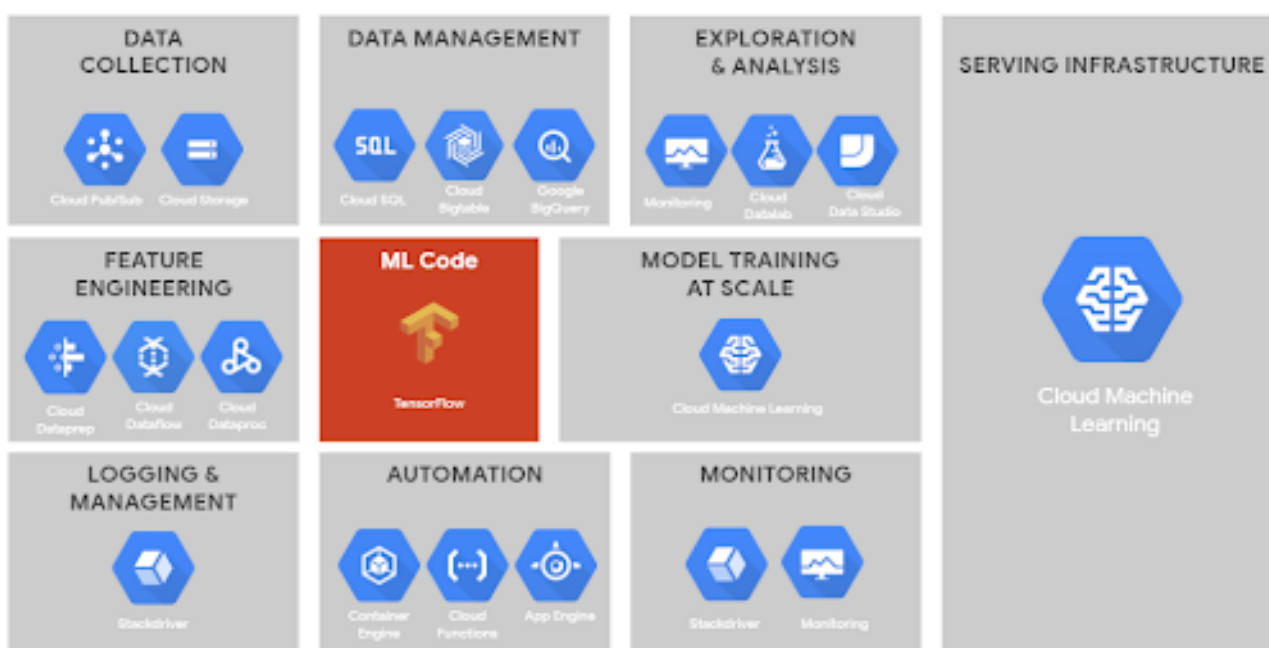 DATA
COLLECTION
Cloud Pub/Sub
Cloud Storage
DATA MANAGEMENT
SQL
Cloud SQL
Cloud
Bigtable
Google
BigQuery
EXPLORATION
& ANALYSIS
Monitoring
Cloud
Datalab
Cloud
Data Studio
SERVING INFRASTRUCTURE
Cloud Machine
Learning
FEATURE
ENGINEERING
Cloud
Dataprep
Cloud
Dataflow
Cloud
Dataproc
ML Code
TensorFlow
MODEL TRAINING
AT SCALE
Cloud Machine Learning
LOGGING &
MANAGEMENT
Stackdriver
AUTOMATION
Container
Engine
Cloud
Functions
App Engine
MONITORING
Stackdriver
Monitoring